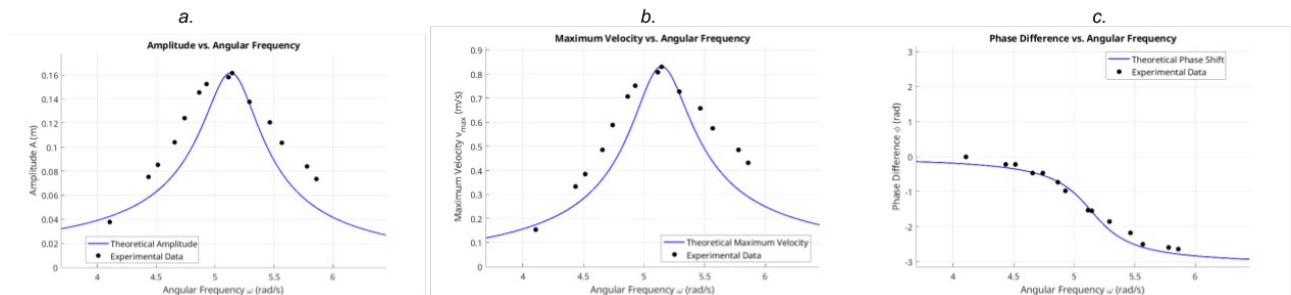 a.
Amplitude vs. Angular Frequency
Amplitude A (m)
0.16
0.14
0.12
0.1
0.08
0.06
0.04
0.02
0
4
4.5
5
5.5
6
Theoretical Amplitude
Experimental Data
Angular Frequency ω (rad/s)
b.
Maximum Velocity vs. Angular Frequency
Maximum Velocity v_max (m/s)
0.9
0.8
0.7
0.6
0.5
0.4
0.3
0.2
0.1
0
4
4.5
5
5.5
6
Theoretical Maximum Velocity
Experimental Data
Angular Frequency ω (rad/s)
c.
Phase Difference vs. Angular Frequency
Phase Difference ϕ (rad)
3
2
1
0
-1
-2
-3
4
4.5
5
5.5
6
Theoretical Phase Shift
Experimental Data
Angular Frequency ω (rad/s)